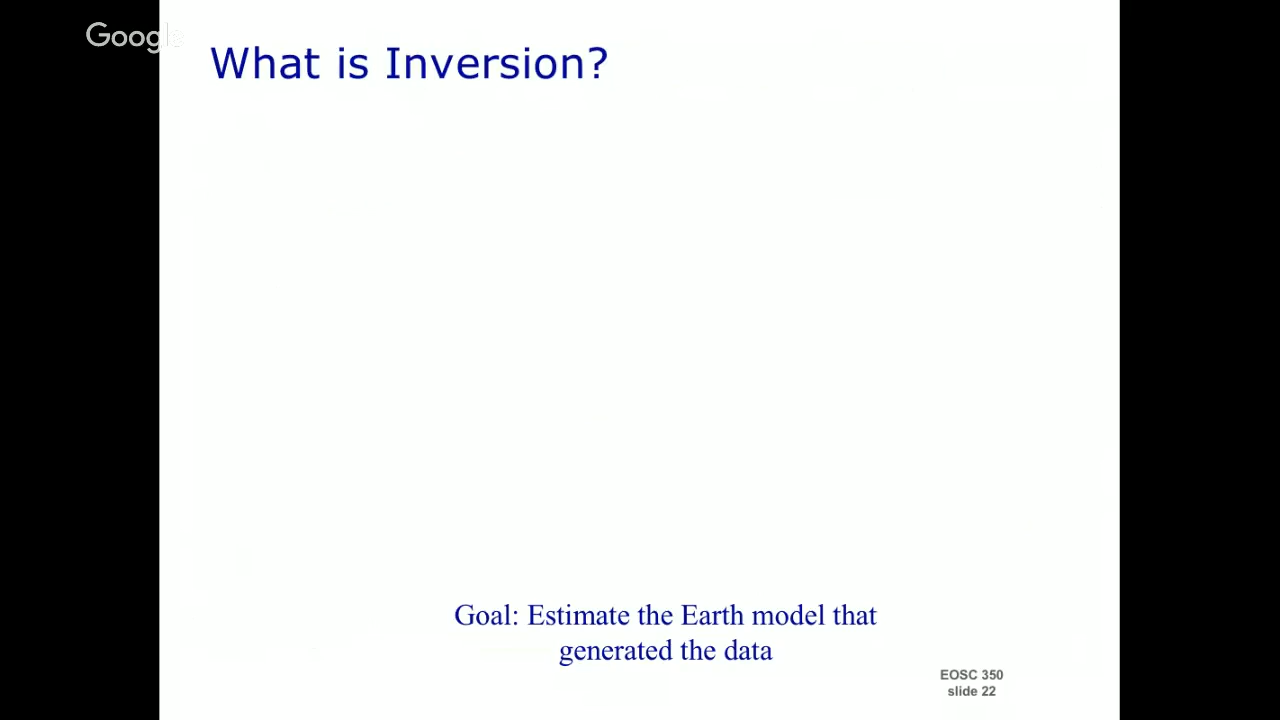 Google
What is Inversion?
Goal: Estimate the Earth model that
generated the data
EOSC 350
slide 22